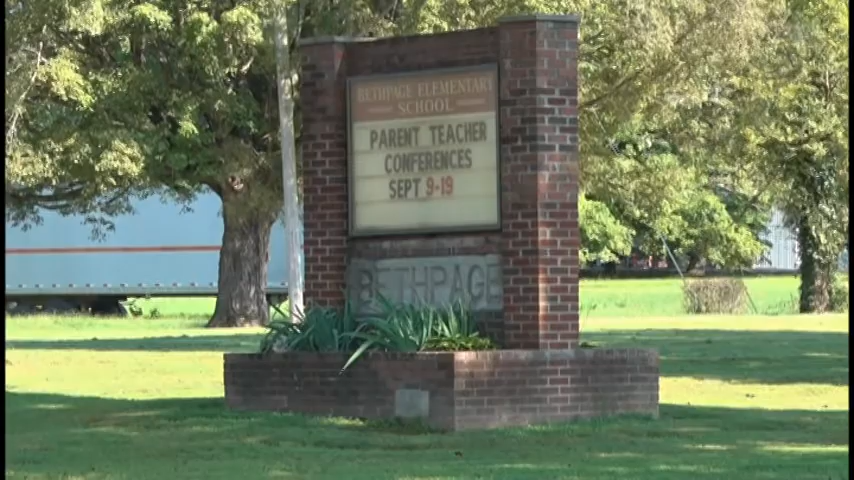 BETHPAGE ELEMENTARY
SCHOOL
PARENT TEACHER
CONFERENCES
SEPT 9-19
BETHPAGE